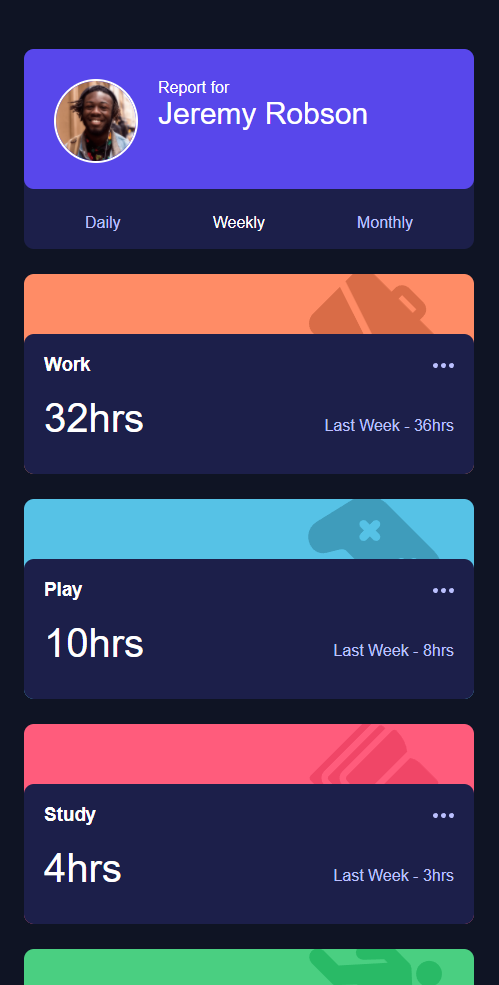 Report for
Jeremy Robson
Daily Weekly Monthly
Work
32hrs Last Week - 36hrs
Play
10hrs Last Week - 8hrs
Study
4hrs Last Week - 3hrs